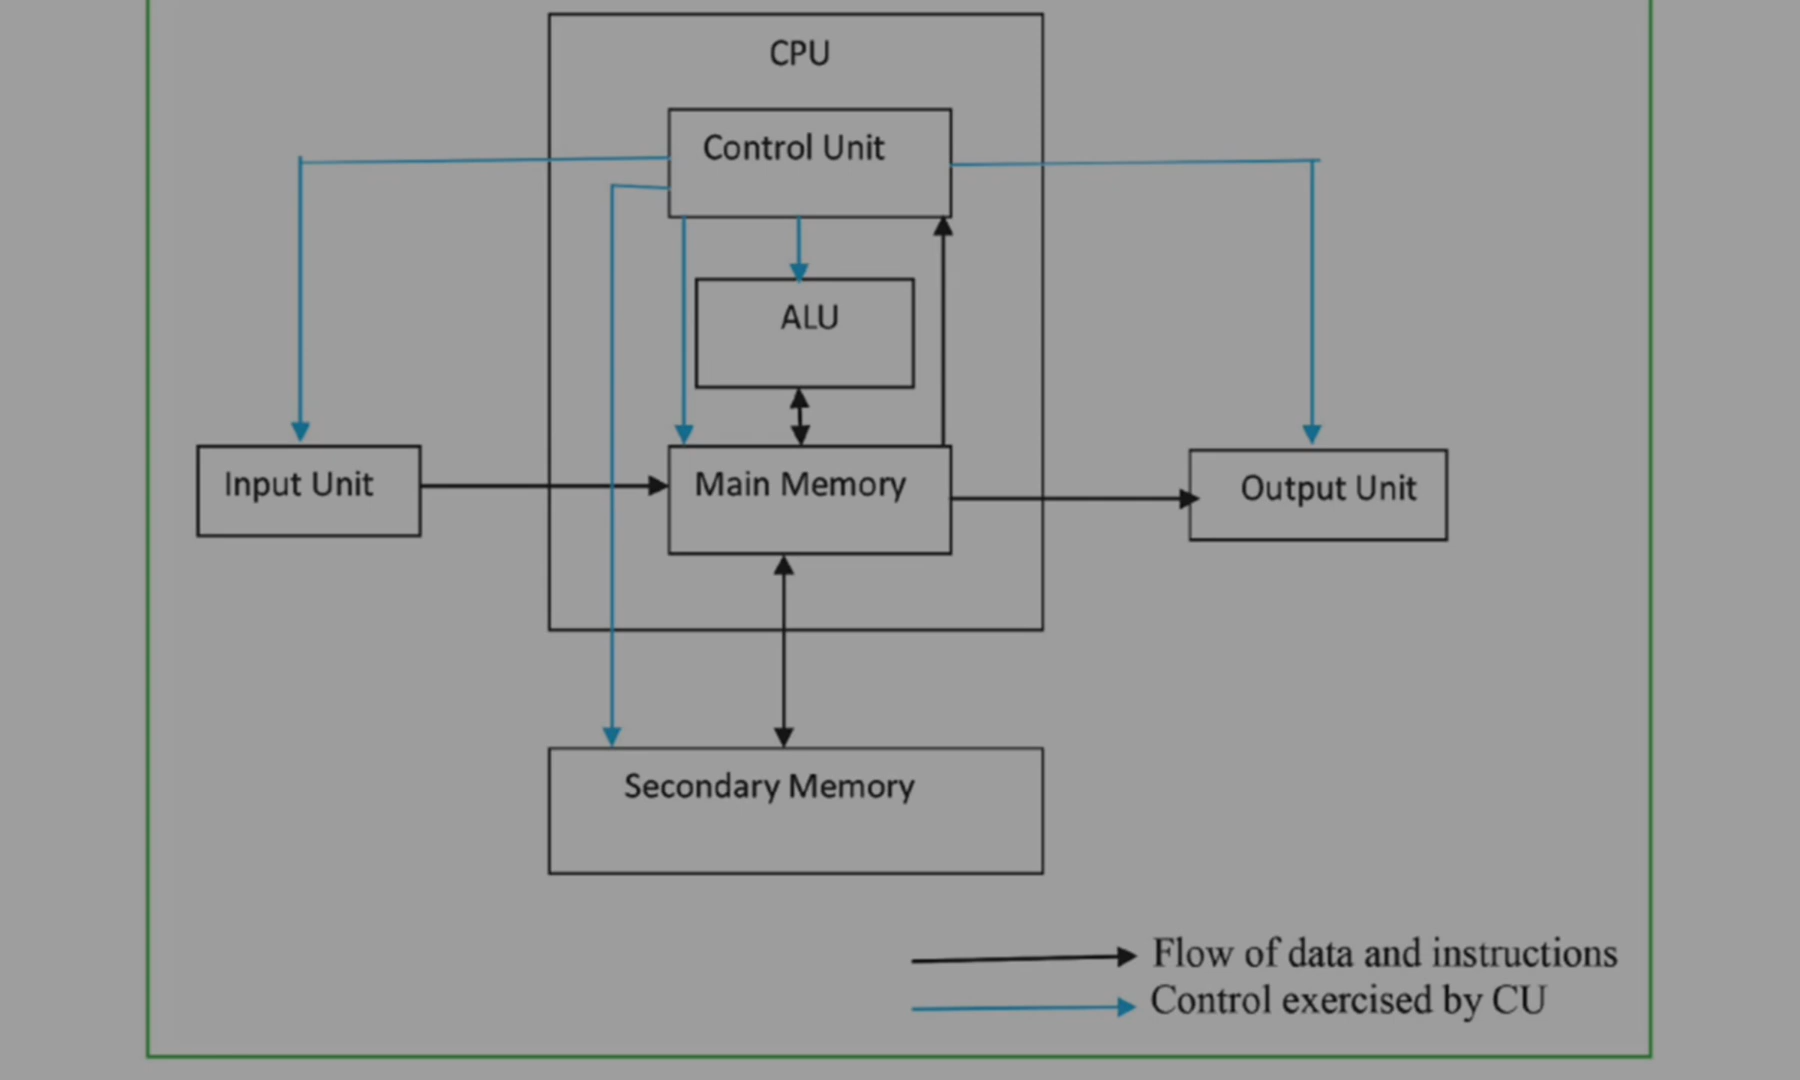 CPU
Control Unit
ALU
Input Unit
Main Memory
Output Unit
Secondary Memory
Flow of data and instructions
Control exercised by CU